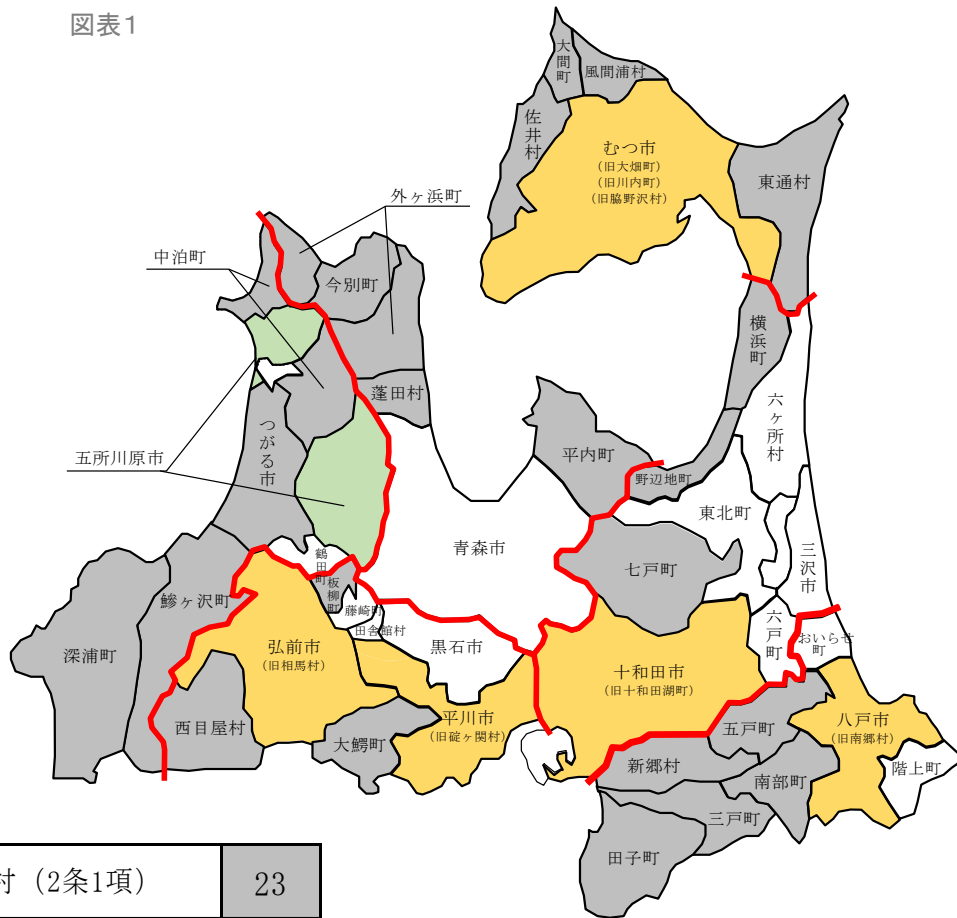 図表1
大間町
風間浦村
佐井村
むつ市
(旧大畑町)
(旧川内町)
(旧脇野沢村)
東通村
外ヶ浜町
中泊町
今別町
横浜町
蓬田村
六ヶ所村
つがる市
五所川原市
平内町
野辺地町
東北町
青森市
七戸町
三沢市
鶴田町
板柳町
鰺ヶ沢町
藤崎町
田舎館村
六戸町
おいらせ町
深浦町
弘前市
(旧相馬村)
黒石市
十和田市
(旧十和田湖町)
西目屋村
平川市
(旧碇ヶ関村)
大鰐町
五戸町
八戸市
(旧南郷村)
新郷村
南部町
階上町
三戸町
田子町
村（2条1項）
23